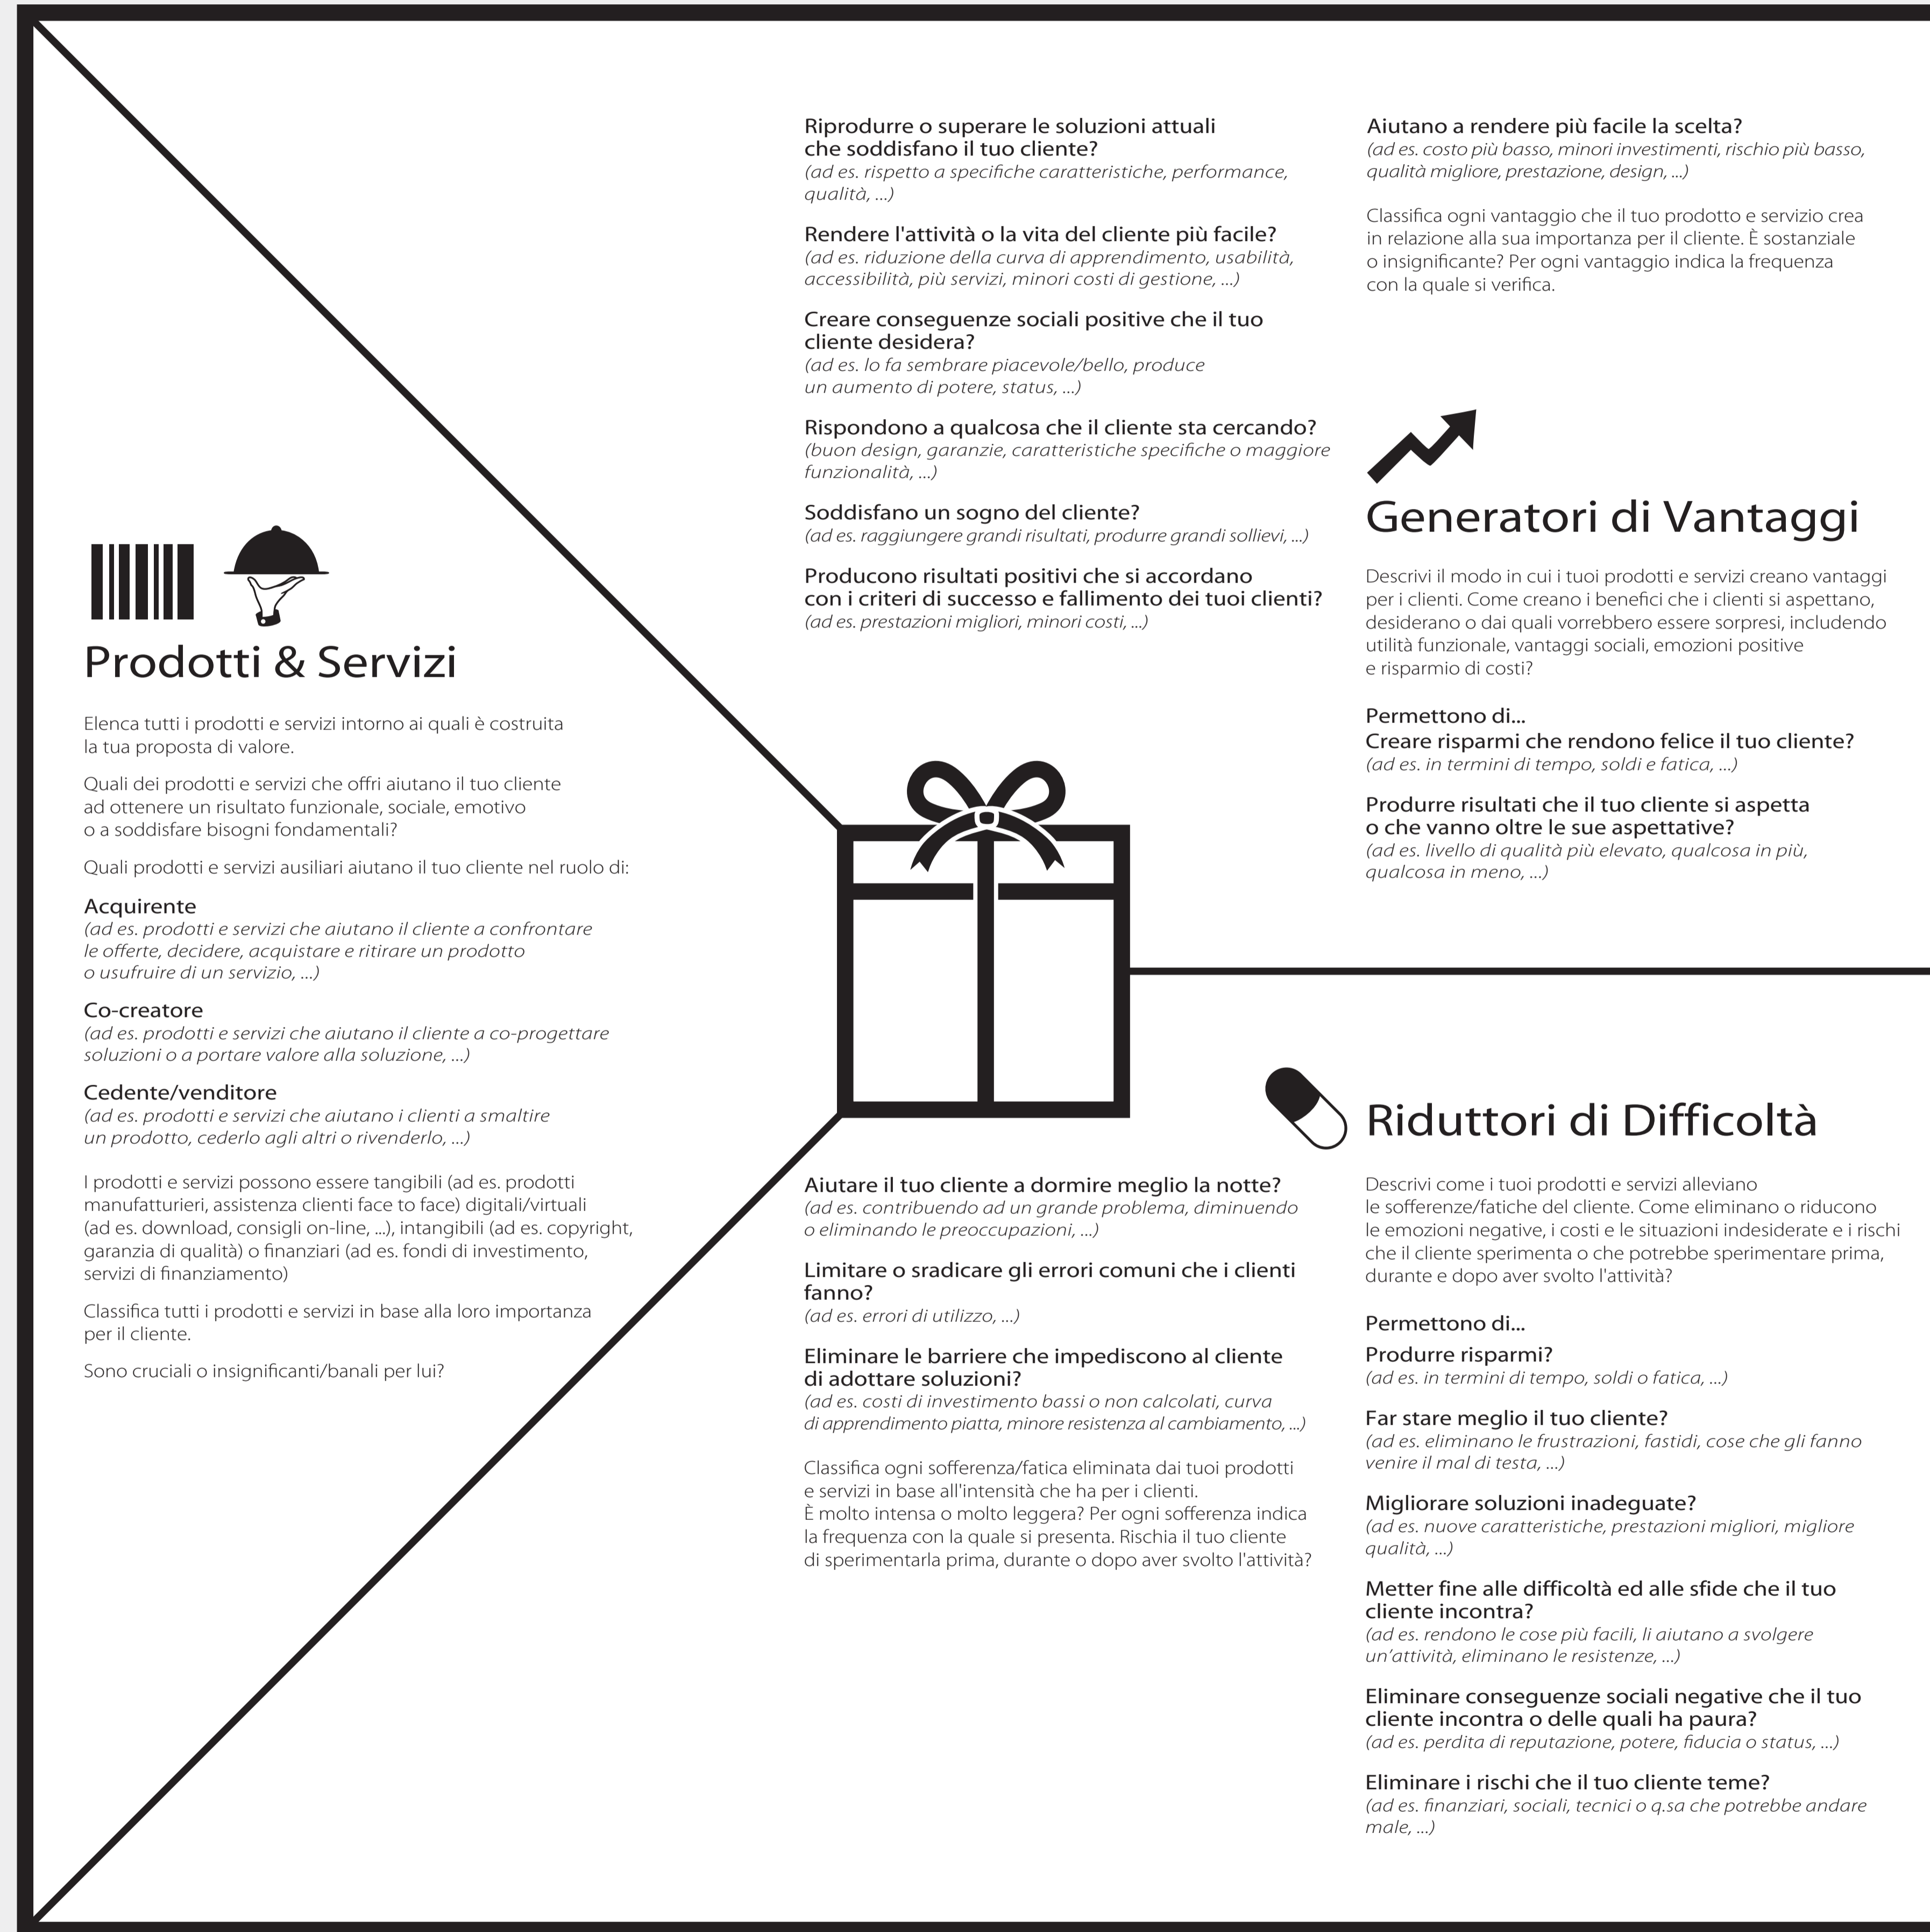 Prodotti & Servizi
Elenca tutti i prodotti e servizi intorno ai quali è costruita
la tua proposta di valore.
Quali dei prodotti e servizi che offri aiutano il tuo cliente
ad ottenere un risultato funzionale, sociale, emotivo
o a soddisfare bisogni fondamentali?
Quali prodotti e servizi ausiliari aiutano il tuo cliente nel ruolo di:
Acquirente
(ad es. prodotti e servizi che aiutano il cliente a confrontare
le offerte, decidere, acquistare e ritirare un prodotto
o usufruire di un servizio, ...)
Co-creatore
(ad es. prodotti e servizi che aiutano il cliente a co-progettare
soluzioni o a portare valore alla soluzione, ...)
Cedente/venditore
(ad es. prodotti e servizi che aiutano i clienti a smaltire
un prodotto, cederlo agli altri o rivenderlo, ...)
I prodotti e servizi possono essere tangibili (ad es. prodotti
manufatturieri, assistenza clienti face to face) digitali/virtuali
(ad es. download, consigli on-line, ...), intangibili (ad es. copyright,
garanzia di qualità) o finanziari (ad es. fondi di investimento,
servizi di finanziamento)
Classifica tutti i prodotti e servizi in base alla loro importanza
per il cliente.
Sono cruciali o insignificanti/banali per lui?
Generatori di Vantaggi
Descrivi il modo in cui i tuoi prodotti e servizi creano vantaggi
per i clienti. Come creano i benefici che i clienti si aspettano,
desiderano o dai quali vorrebbero essere sorpresi, includendo
utilità funzionale, vantaggi sociali, emozioni positive
e risparmio di costi?
Permettono di...
Creare risparmi che rendono felice il tuo cliente?
(ad es. in termini di tempo, soldi e fatica, ...)
Produrre risultati che il tuo cliente si aspetta
o che vanno oltre le sue aspettative?
(ad es. livello di qualità più elevato, qualcosa in più,
qualcosa in meno, ...)
Riprodurre o superare le soluzioni attuali
che soddisfano il tuo cliente?
(ad es. rispetto a specifiche caratteristiche, performance,
qualità, ...)
Rendere l'attività o la vita del cliente più facile?
(ad es. riduzione della curva di apprendimento, usabilità,
accessibilità, più servizi, minori costi di gestione, ...)
Creare conseguenze sociali positive che il tuo
cliente desidera?
(ad es. lo fa sembrare piacevole/bello, produce
un aumento di potere, status, ...)
Rispondono a qualcosa che il cliente sta cercando?
(buon design, garanzie, caratteristiche specifiche o maggiore
funzionalità, ...)
Soddisfano un sogno del cliente?
(ad es. raggiungere grandi risultati, produrre grandi sollievi, ...)
Producono risultati positivi che si accordano
con i criteri di successo e fallimento dei tuoi clienti?
(ad es. prestazioni migliori, minori costi, ...)
Aiutano a rendere più facile la scelta?
(ad es. costo più basso, minori investimenti, rischio più basso,
qualità migliore, prestazione, design, ...)
Classifica ogni vantaggio che il tuo prodotto e servizio crea
in relazione alla sua importanza per il cliente. È sostanziale
o insignificante? Per ogni vantaggio indica la frequenza
con la quale si verifica.
Riduttori di Difficoltà
Descrivi come i tuoi prodotti e servizi alleviano
le sofferenze/fatiche del cliente. Come eliminano o riducono
le emozioni negative, i costi e le situazioni indesiderate e i rischi
che il cliente sperimenta o che potrebbe sperimentare prima,
durante e dopo aver svolto l'attività?
Permettono di...
Produrre risparmi?
(ad es. in termini di tempo, soldi o fatica, ...)
Far stare meglio il tuo cliente?
(ad es. eliminano le frustrazioni, fastidi, cose che gli fanno
venire il mal di testa, ...)
Migliorare soluzioni inadeguate?
(ad es. nuove caratteristiche, prestazioni migliori, migliore
qualità, ...)
Metter fine alle difficoltà ed alle sfide che il tuo
cliente incontra?
(ad es. rendono le cose più facili, li aiutano a svolgere
un’attività, eliminano le resistenze, ...)
Eliminare conseguenze sociali negative che il tuo
cliente incontra o delle quali ha paura?
(ad es. perdita di reputazione, potere, fiducia o status, ...)
Eliminare i rischi che il tuo cliente teme?
(ad es. finanziari, sociali, tecnici o q.sa che potrebbe andare
male, ...)
Aiutare il tuo cliente a dormire meglio la notte?
(ad es. contribuendo ad un grande problema, diminuendo
o eliminando le preoccupazioni, ...)
Limitare o sradicare gli errori comuni che i clienti
fanno?
(ad es. errori di utilizzo, ...)
Eliminare le barriere che impediscono al cliente
di adottare soluzioni?
(ad es. costi di investimento bassi o non calcolati, curva
di apprendimento piatta, minore resistenza al cambiamento, ...)
Classifica ogni sofferenza/fatica eliminata dai tuoi prodotti
e servizi in base all'intensità che ha per i clienti.
È molto intensa o molto leggera? Per ogni sofferenza indica
la frequenza con la quale si presenta. Rischia il tuo cliente
di sperimentarla prima, durante o dopo aver svolto l'attività?